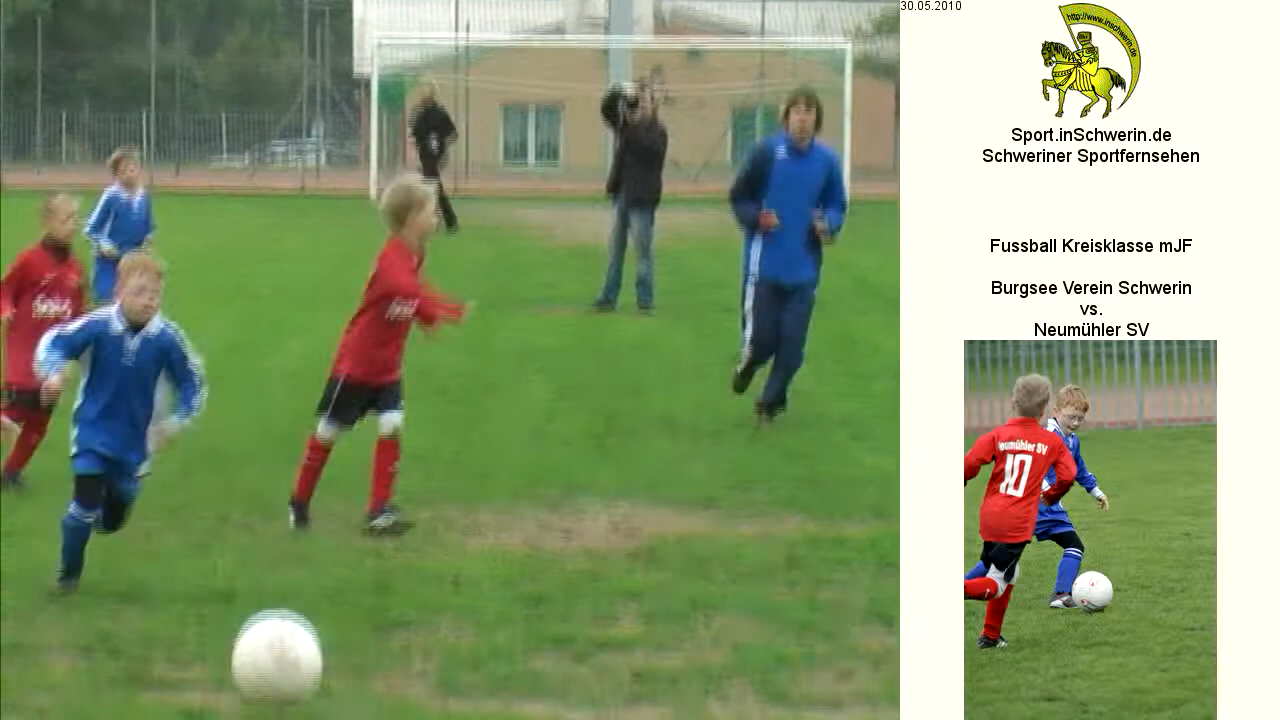 30.05.2010
http://www.inschwerin.de
Sport.inSchwerin.de
Schweriner Sportfernsehen
Fussball Kreisklasse mJF
Burgsee Verein Schwerin
vs.
Neumühler SV
Neumühler SV
10